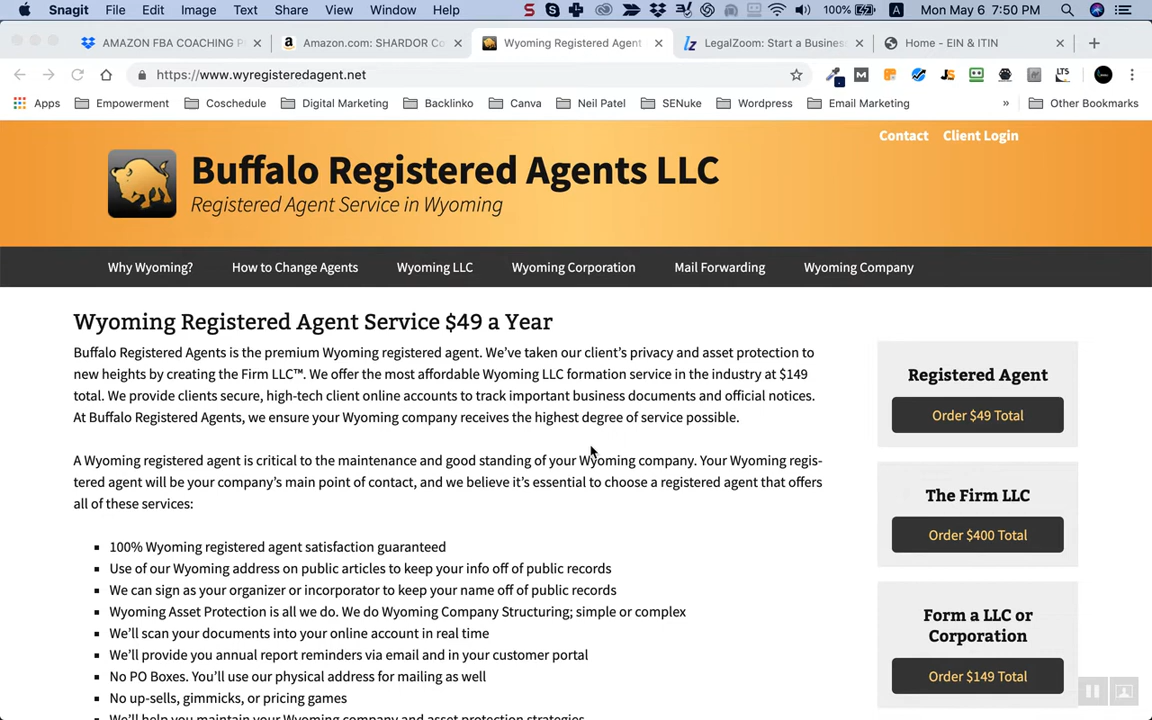 Snagit File Edit Image Text Share View Window Help 100% A Mon May 6 7:50 PM
AMAZON FBA COACHING P Amazon.com: SHARDOR Co Wyoming Registered Agent LegalZoom: Start a Busines Home - EIN & ITIN
https://www.wyregisteredagent.net
Apps Empowerment Coschedule Digital Marketing Backlinko Canva Neil Patel SENuke Wordpress Email Marketing » Other Bookmarks
Contact Client Login
Buffalo Registered Agents LLC
Registered Agent Service in Wyoming
Why Wyoming? How to Change Agents Wyoming LLC Wyoming Corporation Mail Forwarding Wyoming Company
Wyoming Registered Agent Service $49 a Year
Buffalo Registered Agents is the premium Wyoming registered agent. We've taken our client's privacy and asset protection to
new heights by creating the Firm LLC™. We offer the most affordable Wyoming LLC formation service in the industry at $149
total. We provide clients secure, high-tech client online accounts to track important business documents and official notices.
At Buffalo Registered Agents, we ensure your Wyoming company receives the highest degree of service possible.
A Wyoming registered agent is critical to the maintenance and good standing of your Wyoming company. Your Wyoming regis-
tered agent will be your company's main point of contact, and we believe it's essential to choose a registered agent that offers
all of these services:
100% Wyoming registered agent satisfaction guaranteed
Use of our Wyoming address on public articles to keep your info off of public records
We can sign as your organizer or incorporator to keep your name off of public records
Wyoming Asset Protection is all we do. We do Wyoming Company Structuring; simple or complex
We'll scan your documents into your online account in real time
We'll provide you annual report reminders via email and in your customer portal
No PO Boxes. You'll use our physical address for mailing as well
No up-sells, gimmicks, or pricing games
We'll help you maintain your Wyoming company and asset protection strategies
Registered Agent
Order $49 Total
The Firm LLC
Order $400 Total
Form a LLC or
Corporation
Order $149 Total